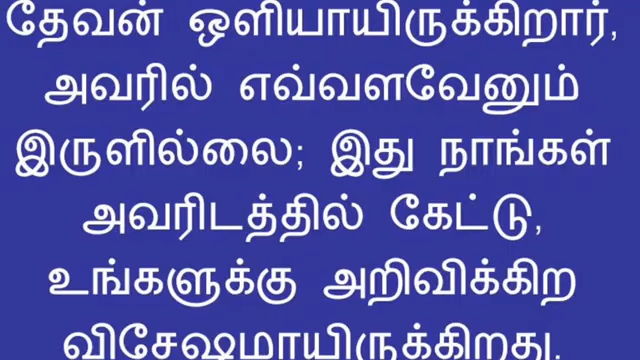 தேவன் ஒளியாயிருக்கிறார்,
அவரில் எவ்வளவேனும்
இருளில்லை; இது நாங்கள்
அவரிடத்தில் கேட்டு,
உங்களுக்கு அறிவிக்கிற
விசேஷமாயிருக்கிறது.